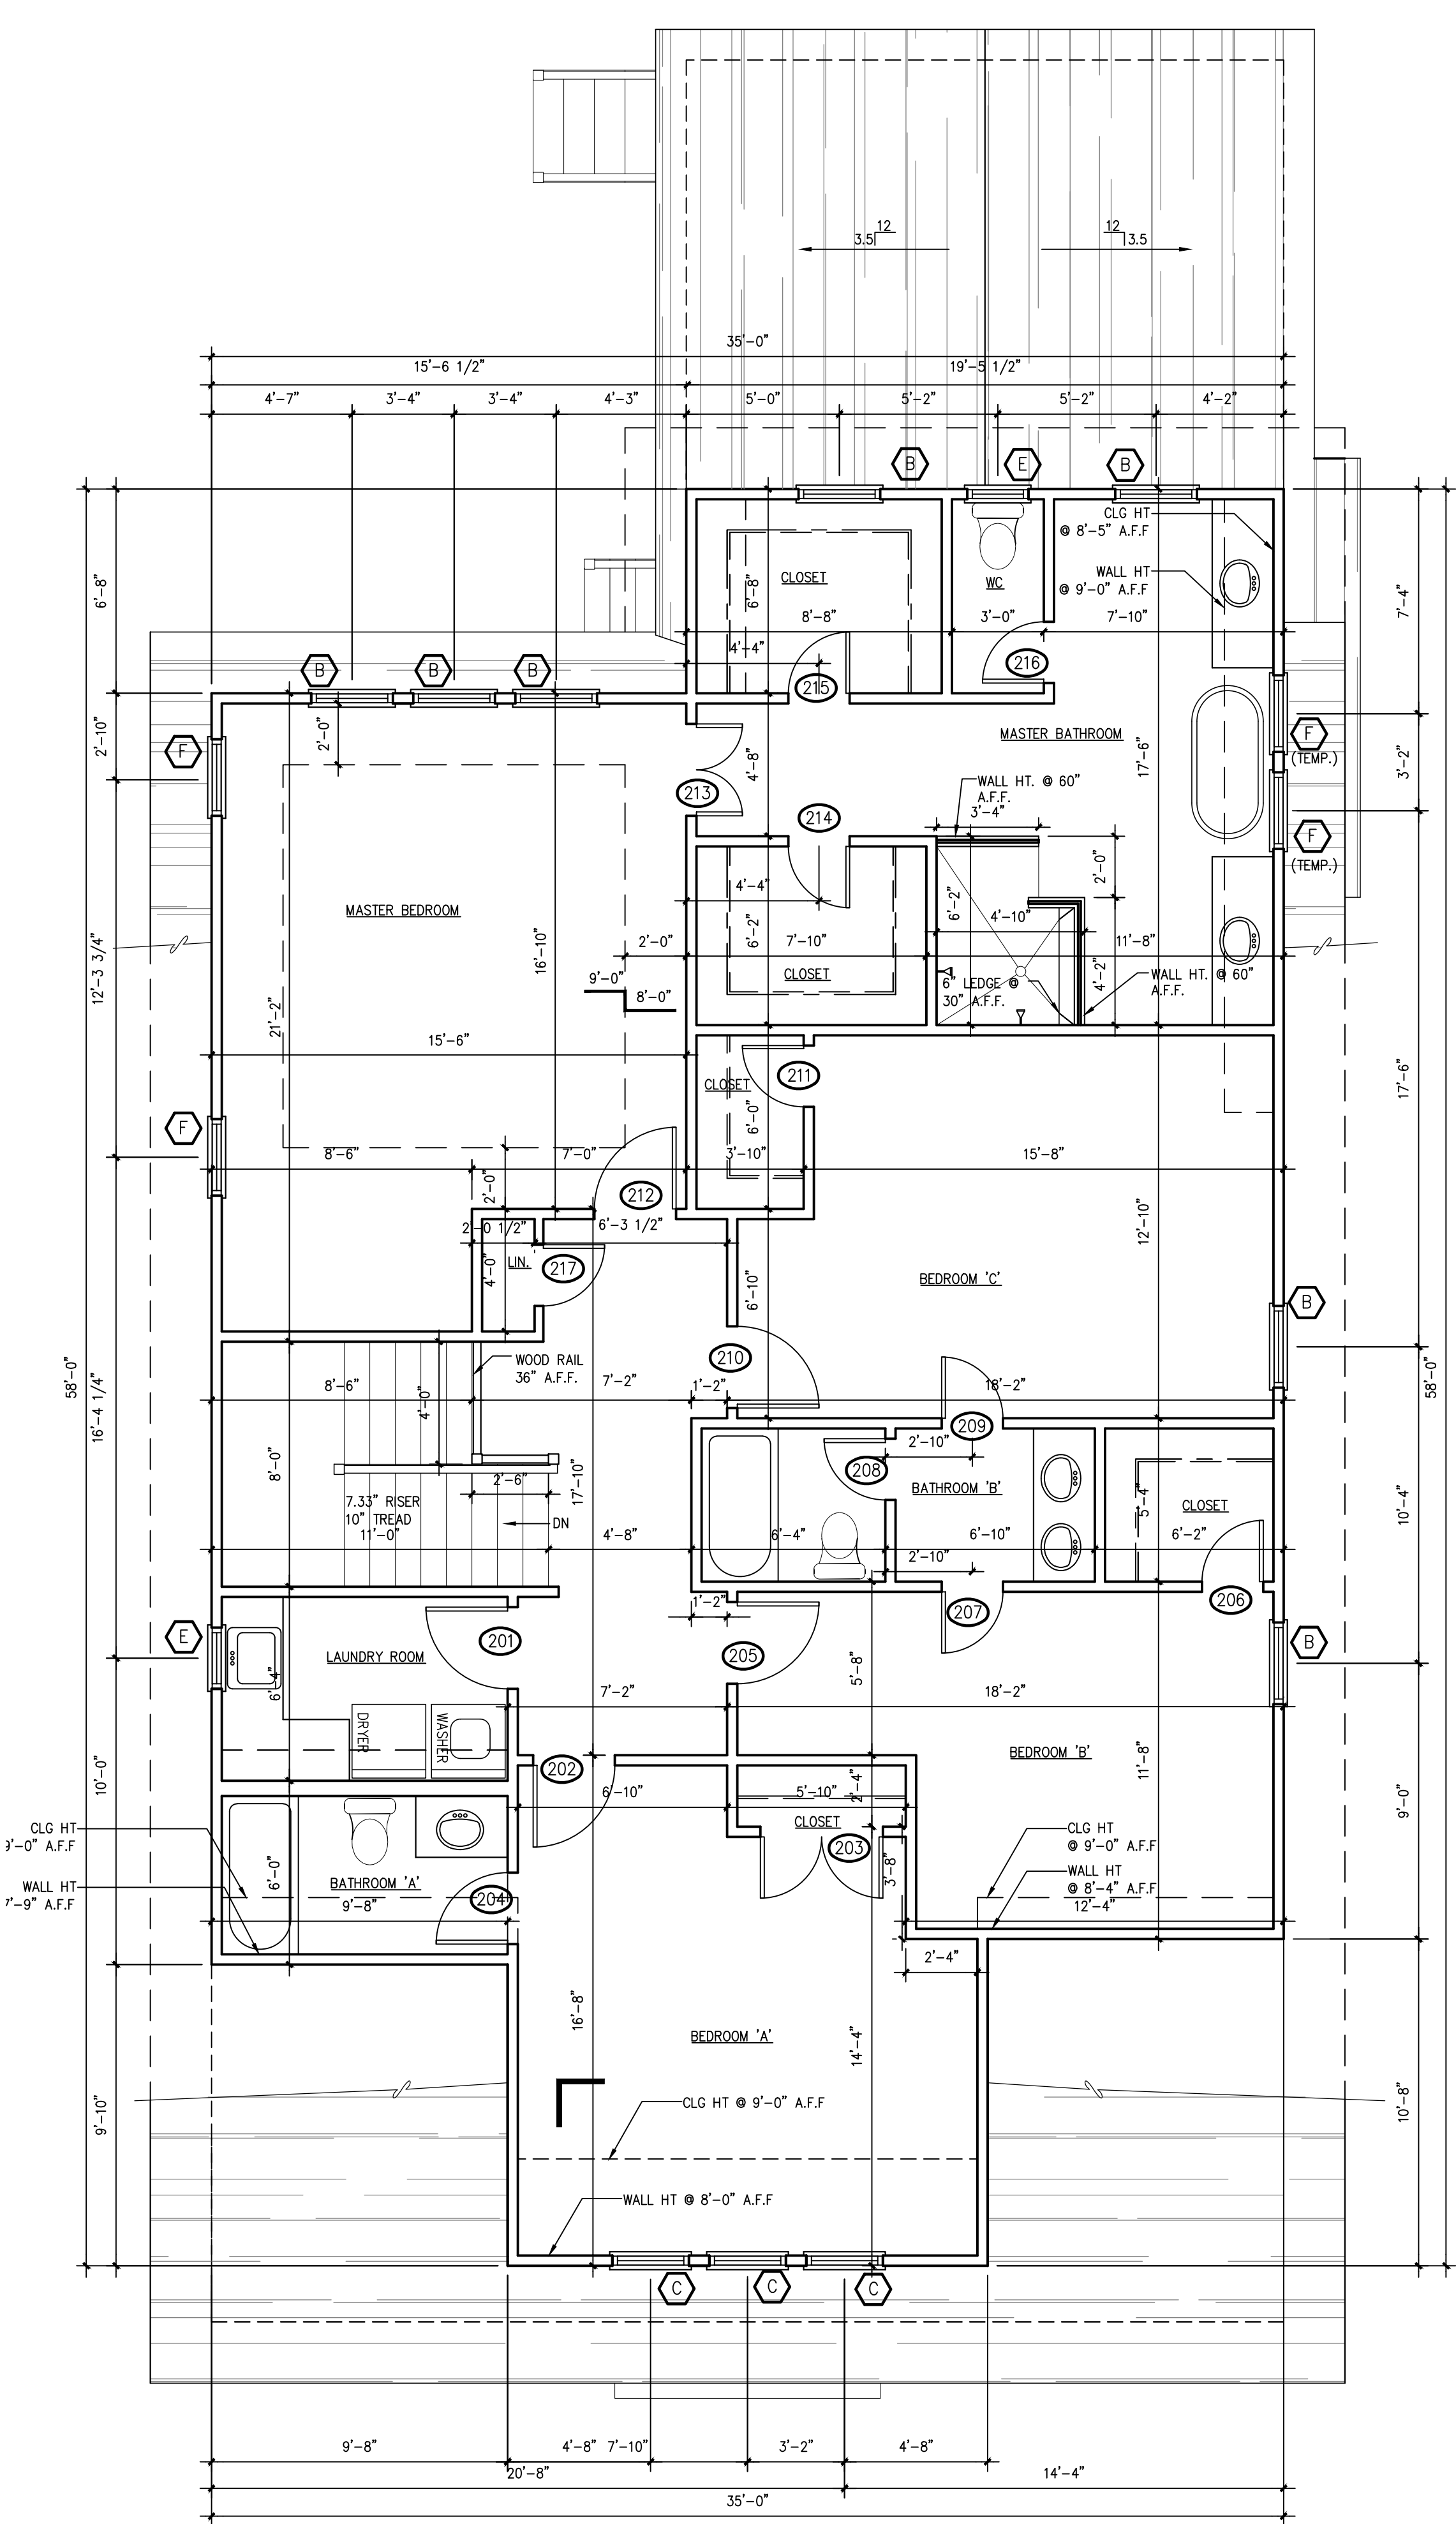 12
3.5
12
3.5
35'-0"
15'-6 1/2"
19'-5 1/2"
4'-7"
3'-4"
3'-4"
4'-3"
5'-0"
5'-2"
5'-2"
4'-2"
B
E
B
CLG HT
@ 8'-5" A.F.F
WALL HT
@ 9'-0" A.F.F
CLOSET
WC
6'-8"
6'-8"
7'-4"
8'-8"
3'-0"
7'-10"
4'-4"
216
215
B
B
B
F
2'-10"
2'-0"
MASTER BATHROOM
17'-6"
F
(TEMP.)
3'-2"
4'-8"
213
214
WALL HT. @ 60"
A.F.F.
3'-4"
F
(TEMP.)
2'-0"
MASTER BEDROOM
4'-4"
6'-2"
6'-2"
4'-10"
11'-8"
12'-3 3/4"
16'-10"
2'-0"
7'-10"
CLOSET
9'-0"
8'-0"
6" LEDGE @
30" A.F.F.
4'-2"
WALL HT. @ 60"
A.F.F.
21'-2"
15'-6"
CLOSET
211
6'-0"
17'-6"
F
8'-6"
7'-0"
3'-10"
15'-8"
2'-0"
212
2'-0 1/2"
6'-3 1/2"
12'-10"
LIN.
4'-0"
217
6'-10"
BEDROOM 'C'
B
WOOD RAIL
36" A.F.F.
210
58'-0"
16'-4 1/4"
8'-6"
4'-0"
7'-2"
1'-2"
18'-2"
58'-0"
209
2'-10"
8'-0"
208
2'-6"
17'-10"
BATHROOM 'B'
5'-4"
CLOSET
10'-4"
7.33" RISER
10" TREAD
11'-0"
DN
4'-8"
6'-4"
6'-10"
6'-2"
2'-10"
1'-2"
207
206
E
201
205
B
LAUNDRY ROOM
6'-4"
5'-8"
7'-2"
18'-2"
DRYER
WASHER
BEDROOM 'B'
11'-8"
10'-0"
202
6'-10"
5'-10"
2'-4"
9'-0"
CLOSET
203
3'-8"
CLG HT
9'-0" A.F.F
CLG HT
@ 9'-0" A.F.F
WALL HT
7'-9" A.F.F
WALL HT
@ 8'-4" A.F.F
12'-4"
6'-0"
BATHROOM 'A'
9'-8"
204
2'-4"
16'-8"
BEDROOM 'A'
14'-4"
9'-10"
10'-8"
CLG HT @ 9'-0" A.F.F
WALL HT @ 8'-0" A.F.F
C
C
C
9'-8"
4'-8"
7'-10"
3'-2"
4'-8"
20'-8"
14'-4"
35'-0"